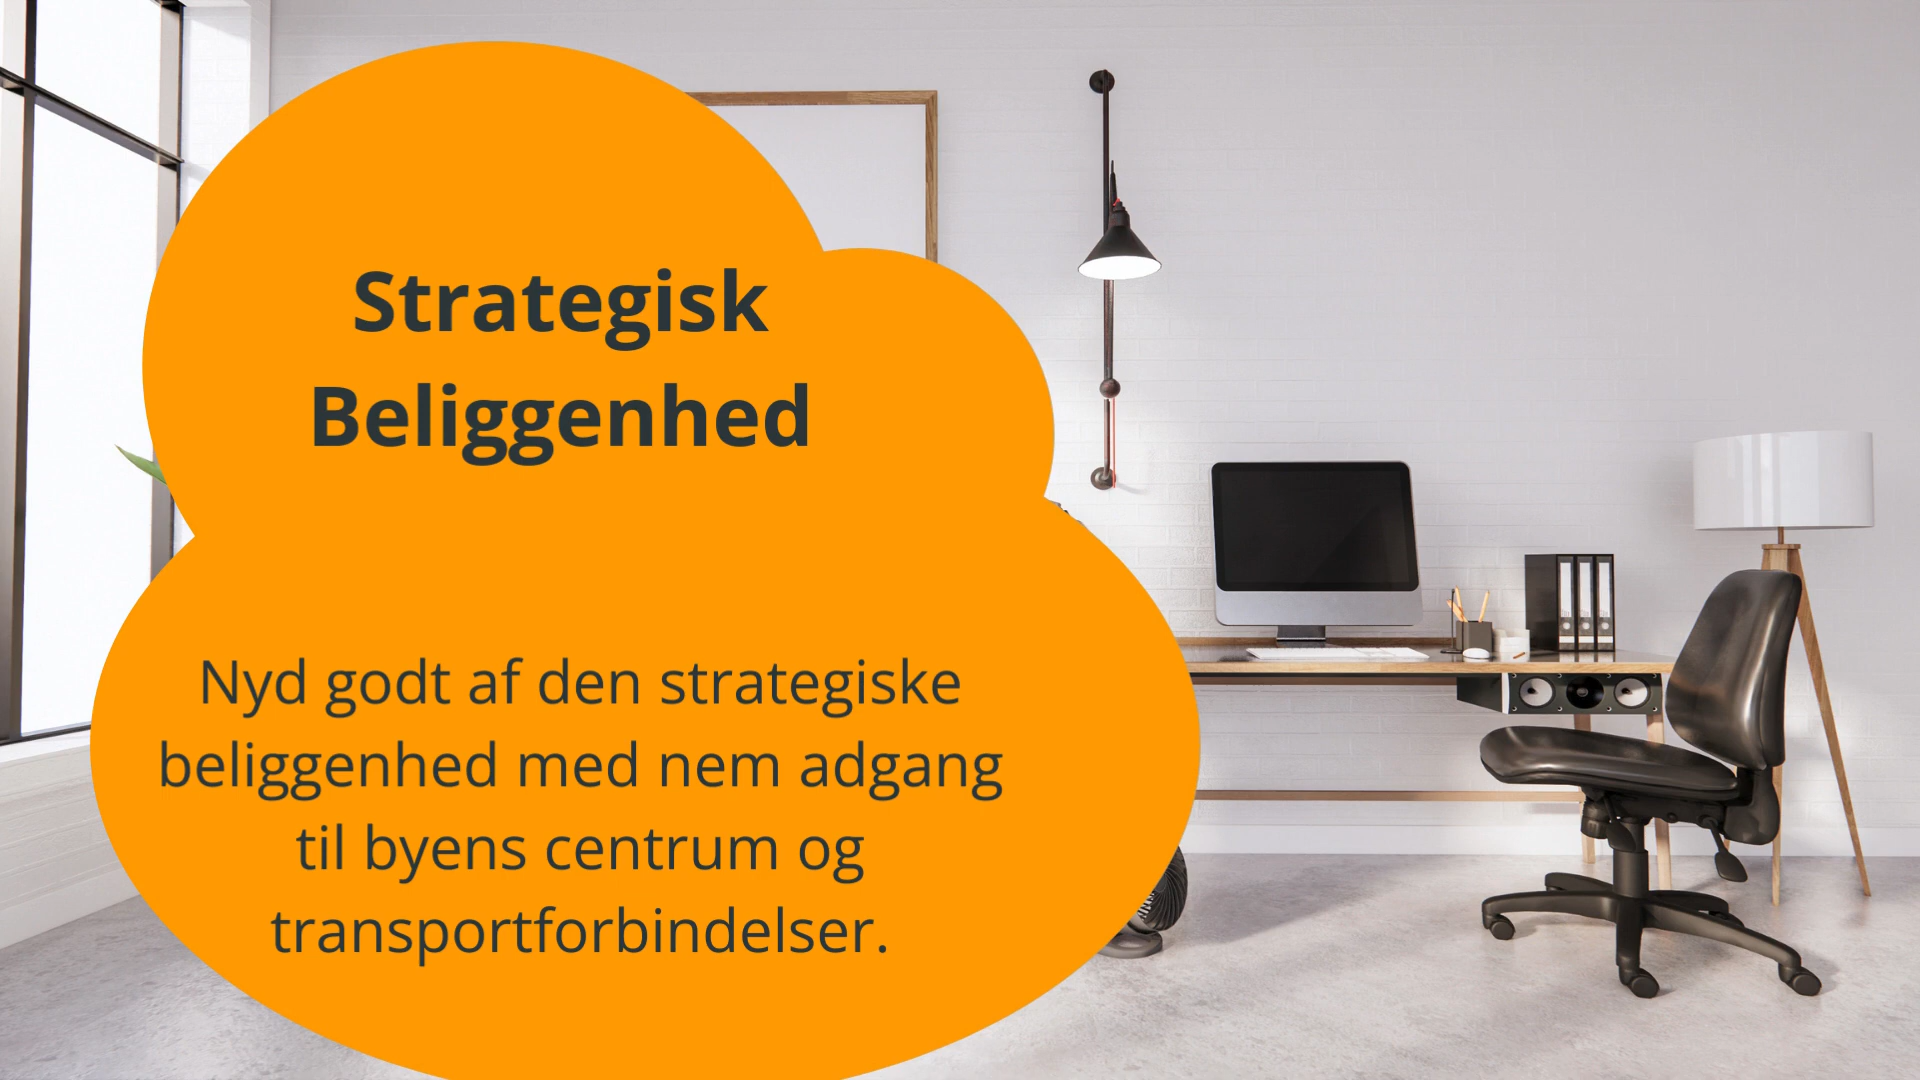 Strategisk
Beliggenhed
Nyd godt af den strategiske
beliggenhed med nem adgang
til byens centrum og
transportforbindelser.